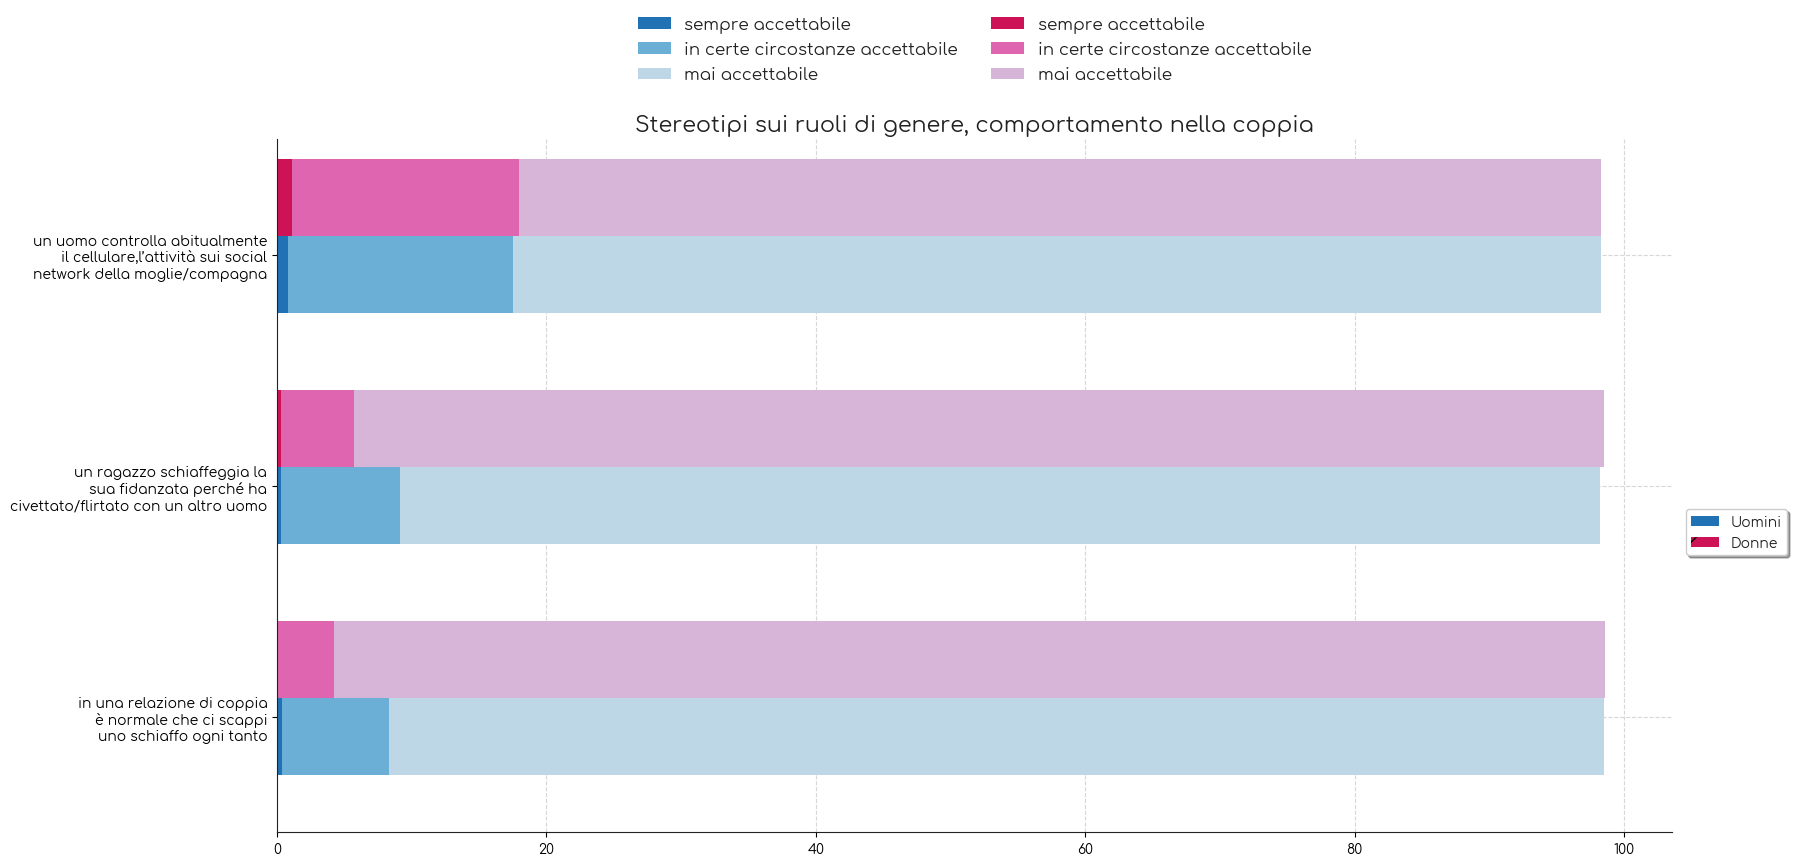 sempre accettabile
in certe circostanze accettabile
mai accettabile
sempre accettabile
in certe circostanze accettabile
mai accettabile
Stereotipi sui ruoli di genere, comportamento nella coppia
un uomo controlla abitualmente
il cellulare,l'attività sui social
network della moglie/compagna
un ragazzo schiaffeggia la
sua fidanzata perché ha
civettato/flirtato con un altro uomo
in una relazione di coppia
è normale che ci scappi
uno schiaffo ogni tanto
Uomini
Donne
0 20 40 60 80 100